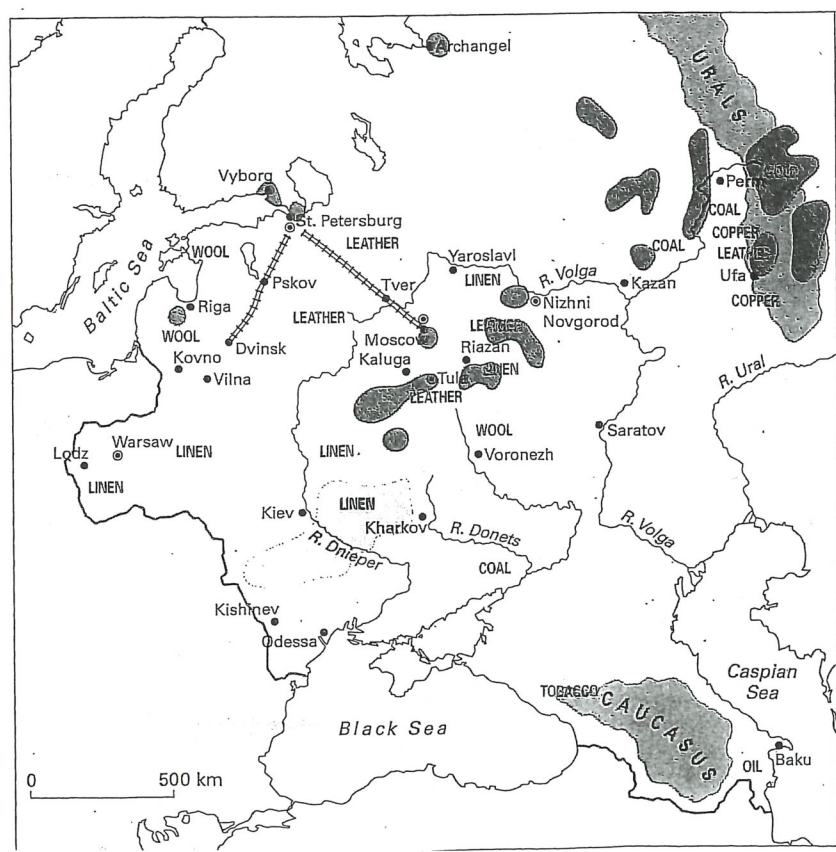 Archangel
URALS
Vyborg
GOLD
Perm
St. Petersburg
COAL
WOOL
LEATHER
COPPER
Yaroslavl
COAL
LEATHER
Baltic Sea
Pskov
Tver
LINEN
R. Volga
Kazan
Ufa
Riga
LEATHER
Nizhni
Novgorod
COPPER
WOOL
Moscow
LEATHER
Dvinsk
Riazan
Kovno
Kaluga
LINEN
R. Ural
Vilna
Tula
LEATHER
Saratov
WOOL
Warsaw
LINEN
LINEN
Voronezh
Lodz
LINEN
LINEN
Kiev
Kharkov
R. Donets
R. Volga
R. Dnieper
COAL
Kishinev
Odessa
Caspian
Sea
TOBACCO
CAUCASUS
Black Sea
Baku
OIL
0 500 km